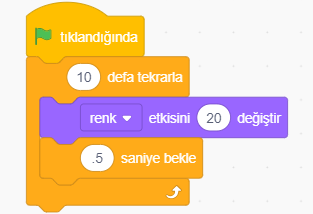 tıklandığında
10 defa tekrarla
renk etkisini 20 değiştir
.5 saniye bekle